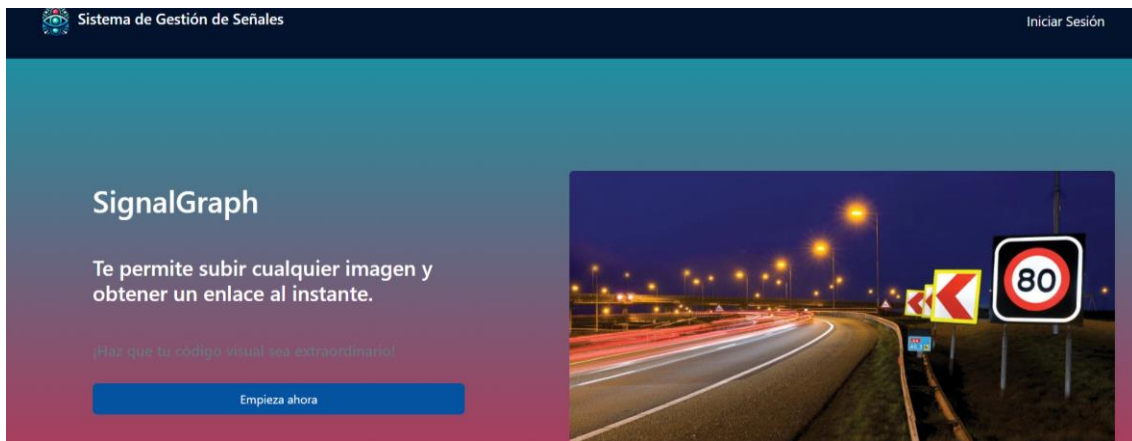 Sistema de Gestión de Señales
Iniciar Sesión
SignalGraph
Te permite subir cualquier imagen y
obtener un enlace al instante.
¡Haz que tu código visual sea extraordinario!
Empieza ahora
80